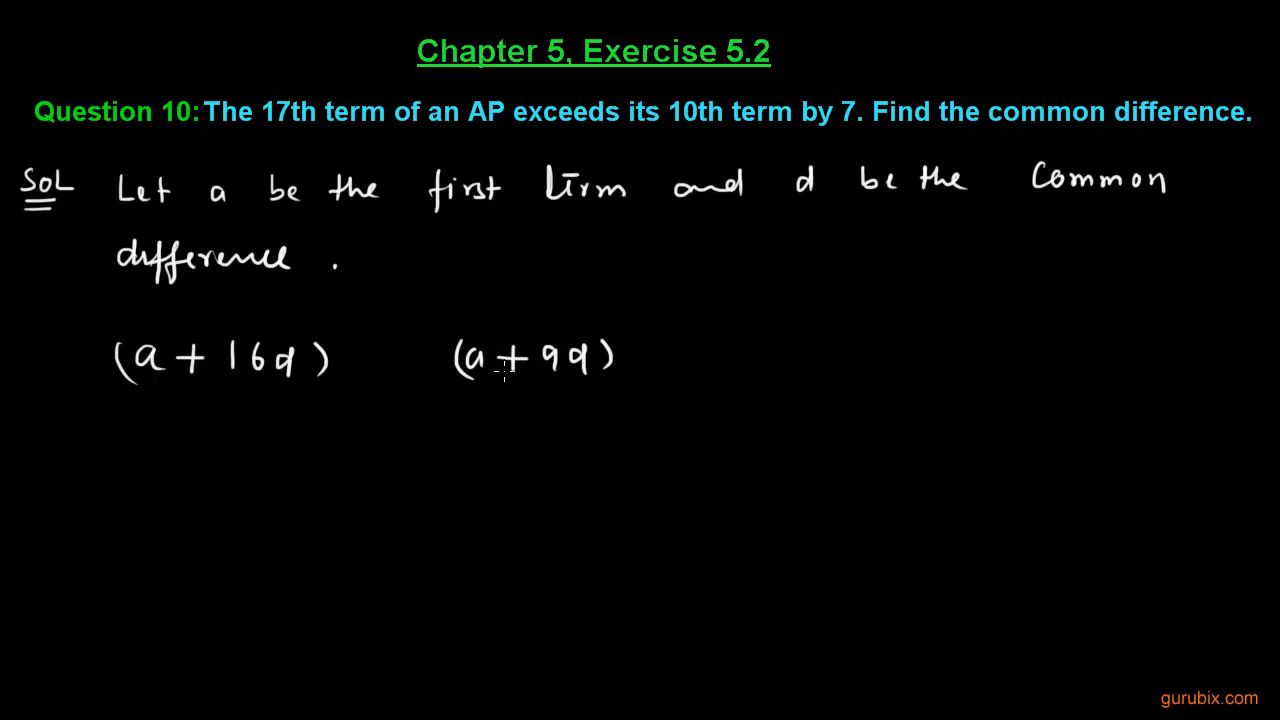 Chapter 5, Exercise 5.2
Question 10: The 17th term of an AP exceeds its 10th term by 7. Find the common difference.
SOL Let a be the first term and d be the Common
difference .
(a + 16d) (a + 9d)
gurubix.com